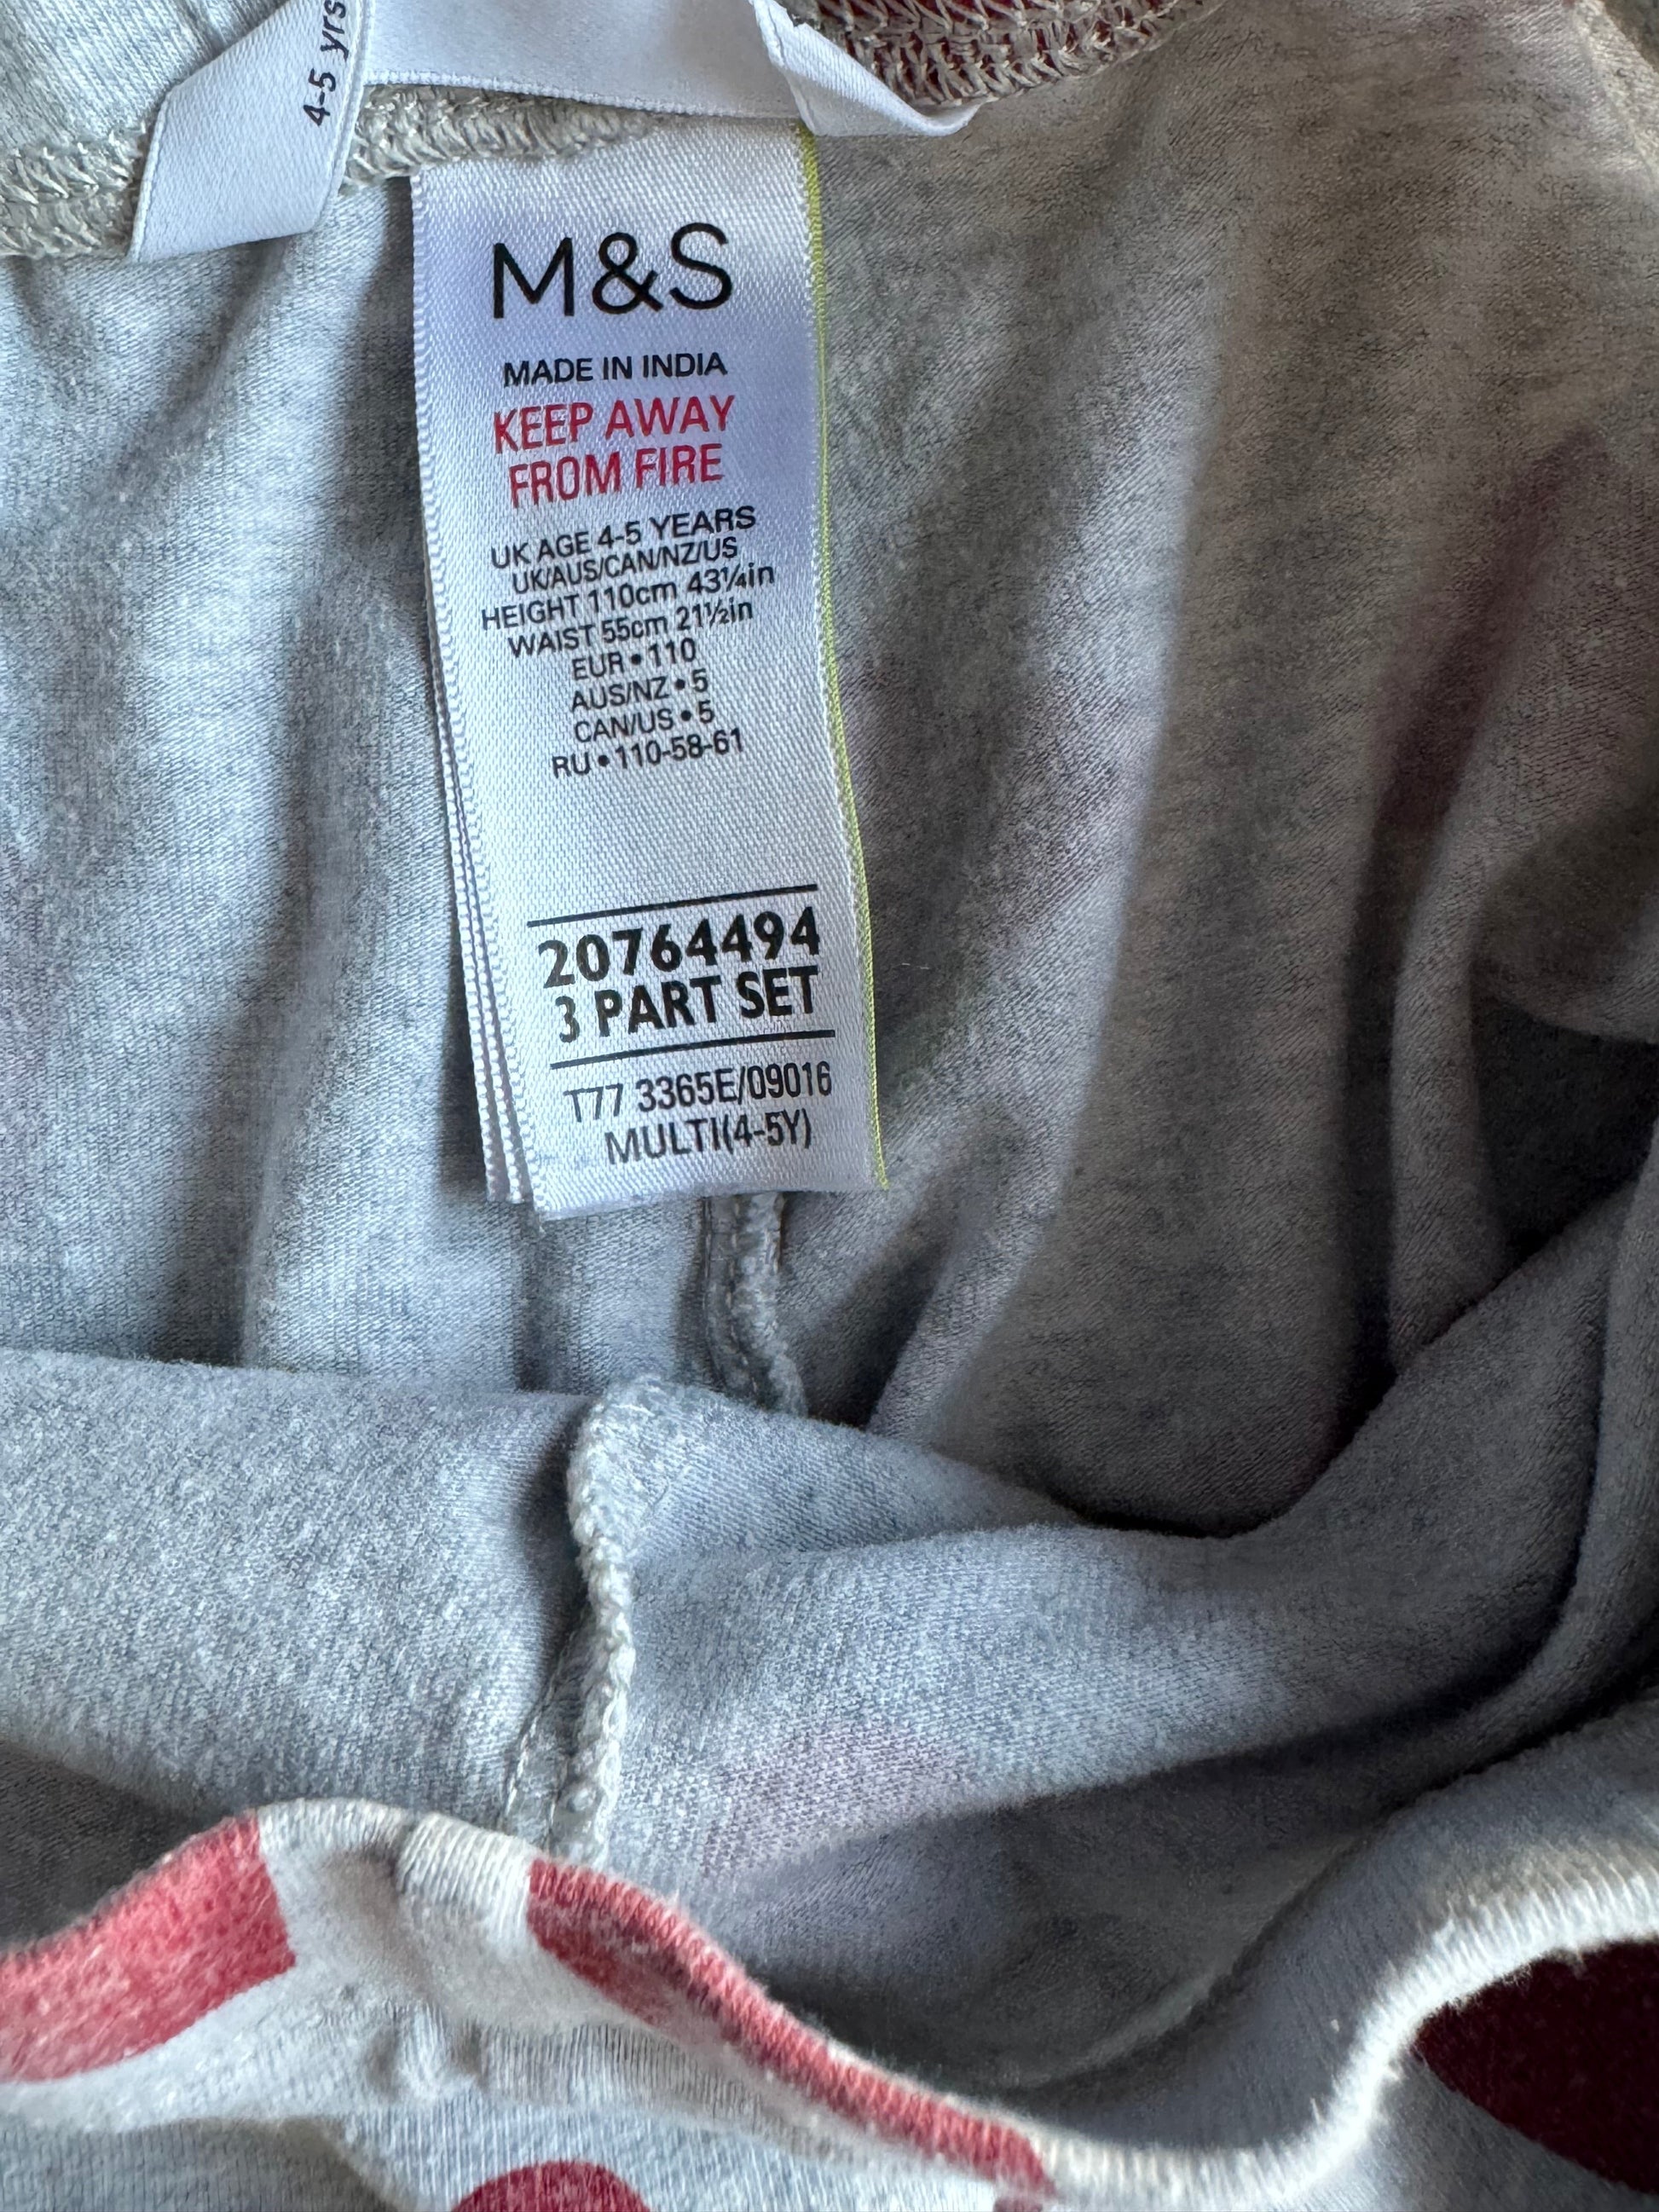 4-5 yrs
M&S
MADE IN INDIA
KEEP AWAY
FROM FIRE
UK AGE 4-5 YEARS
UK/AUS/CAN/NZ/US
HEIGHT 110cm 43¼in
WAIST 55cm 21½in
EUR•110
AUS/NZ•5
CAN/US•5
RU•110-58-61
20764494
3 PART SET
T77 3365E/09016
MULTI(4-5Y)